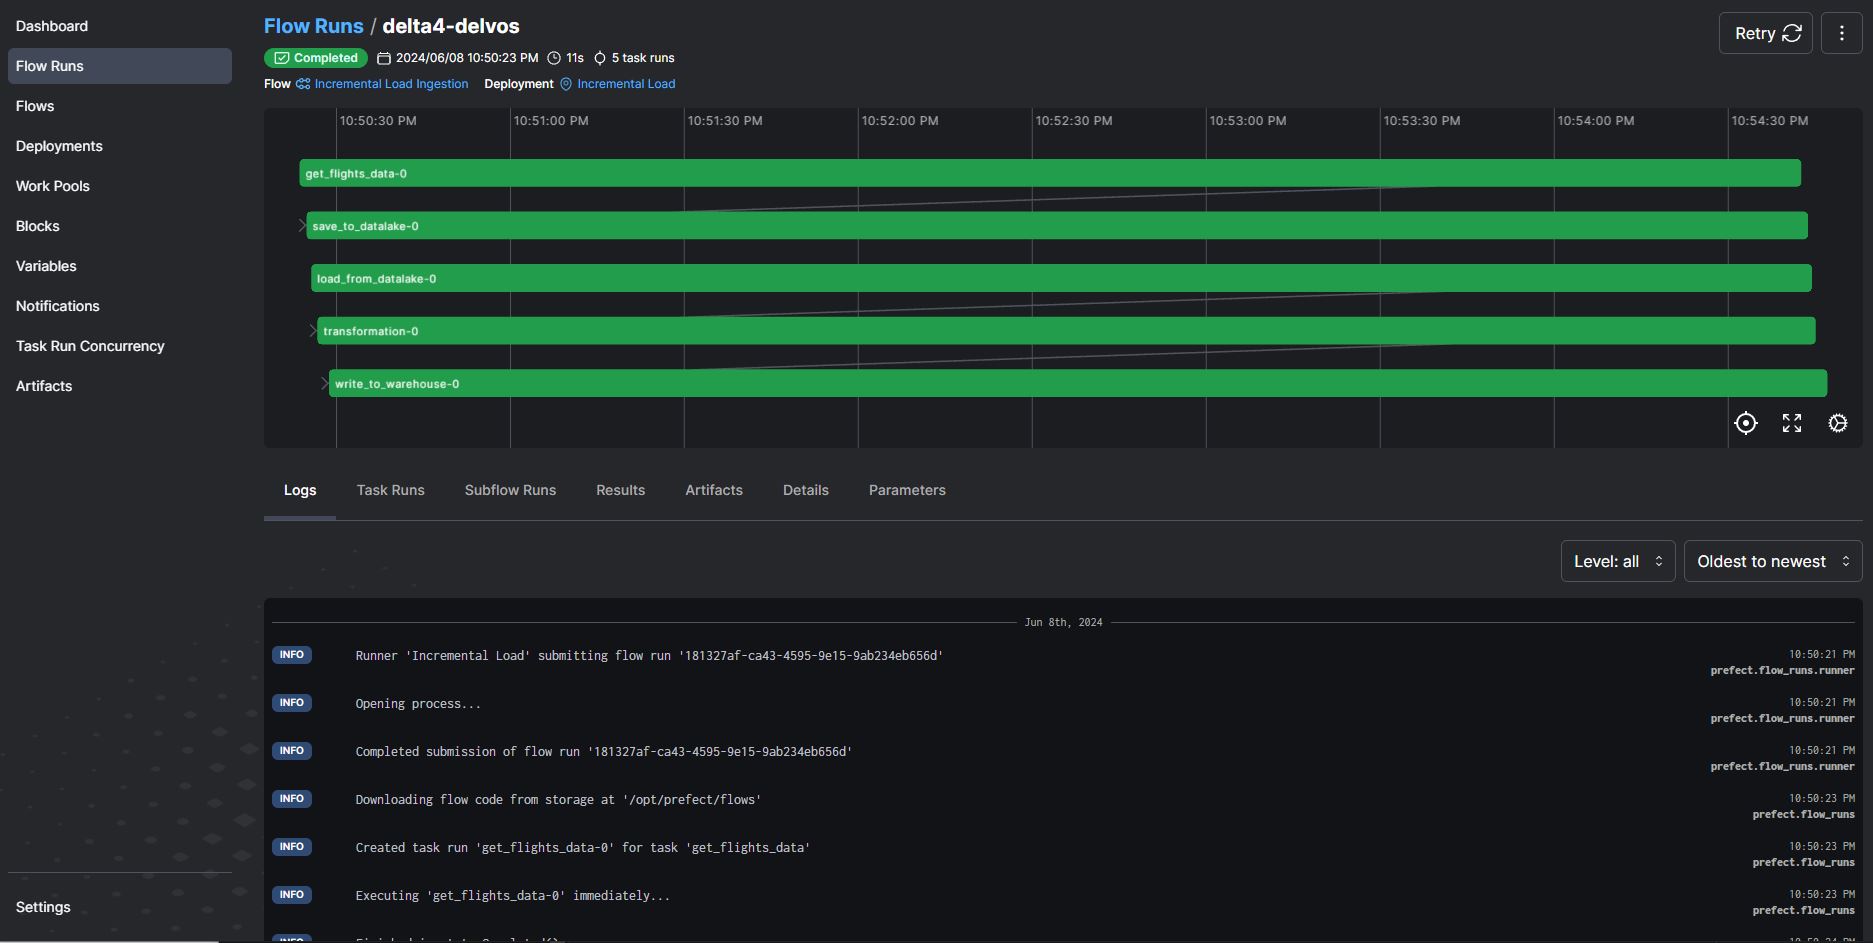 Dashboard
Flow Runs
Flows
Deployments
Work Pools
Blocks
Variables
Notifications
Task Run Concurrency
Artifacts
Settings
Flow Runs / delta4-delvos
Retry
Completed 2024/06/08 10:50:23 PM 11s 5 task runs
Flow Incremental Load Ingestion Deployment Incremental Load
10:50:30 PM 10:51:00 PM 10:51:30 PM 10:52:00 PM 10:52:30 PM 10:53:00 PM 10:53:30 PM 10:54:00 PM 10:54:30 PM
get_flights_data-0
save_to_datalake-0
load_from_datalake-0
transformation-0
write_to_warehouse-0
Logs Task Runs Subflow Runs Results Artifacts Details Parameters
Level: all Oldest to newest
Jun 8th, 2024
INFO Runner 'Incremental Load' submitting flow run '181327af-ca43-4595-9e15-9ab234eb656d' 10:50:21 PM
prefect.flow_runs.runner
INFO Opening process... 10:50:21 PM
prefect.flow_runs.runner
INFO Completed submission of flow run '181327af-ca43-4595-9e15-9ab234eb656d' 10:50:21 PM
prefect.flow_runs.runner
INFO Downloading flow code from storage at '/opt/prefect/flows' 10:50:23 PM
prefect.flow_runs
INFO Created task run 'get_flights_data-0' for task 'get_flights_data' 10:50:23 PM
prefect.flow_runs
INFO Executing 'get_flights_data-0' immediately... 10:50:23 PM
prefect.flow_runs